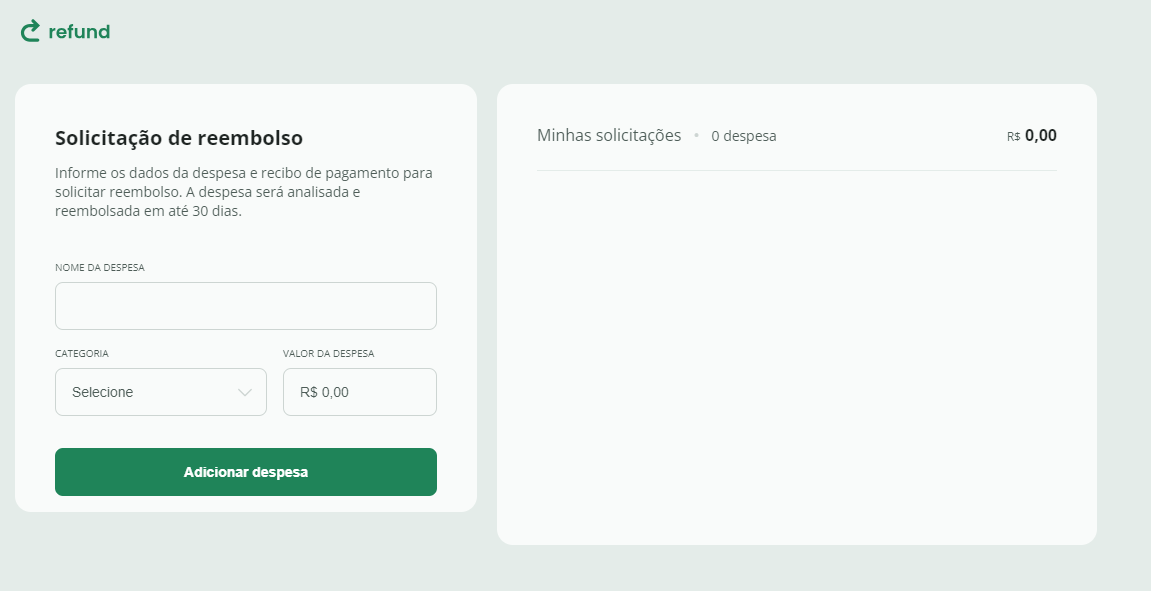 refund
Solicitação de reembolso
Informe os dados da despesa e recibo de pagamento para
solicitar reembolso. A despesa será analisada e
reembolsada em até 30 dias.
NOME DA DESPESA
CATEGORIA
VALOR DA DESPESA
Selecione
R$ 0,00
Adicionar despesa
Minhas solicitações • 0 despesa
R$ 0,00